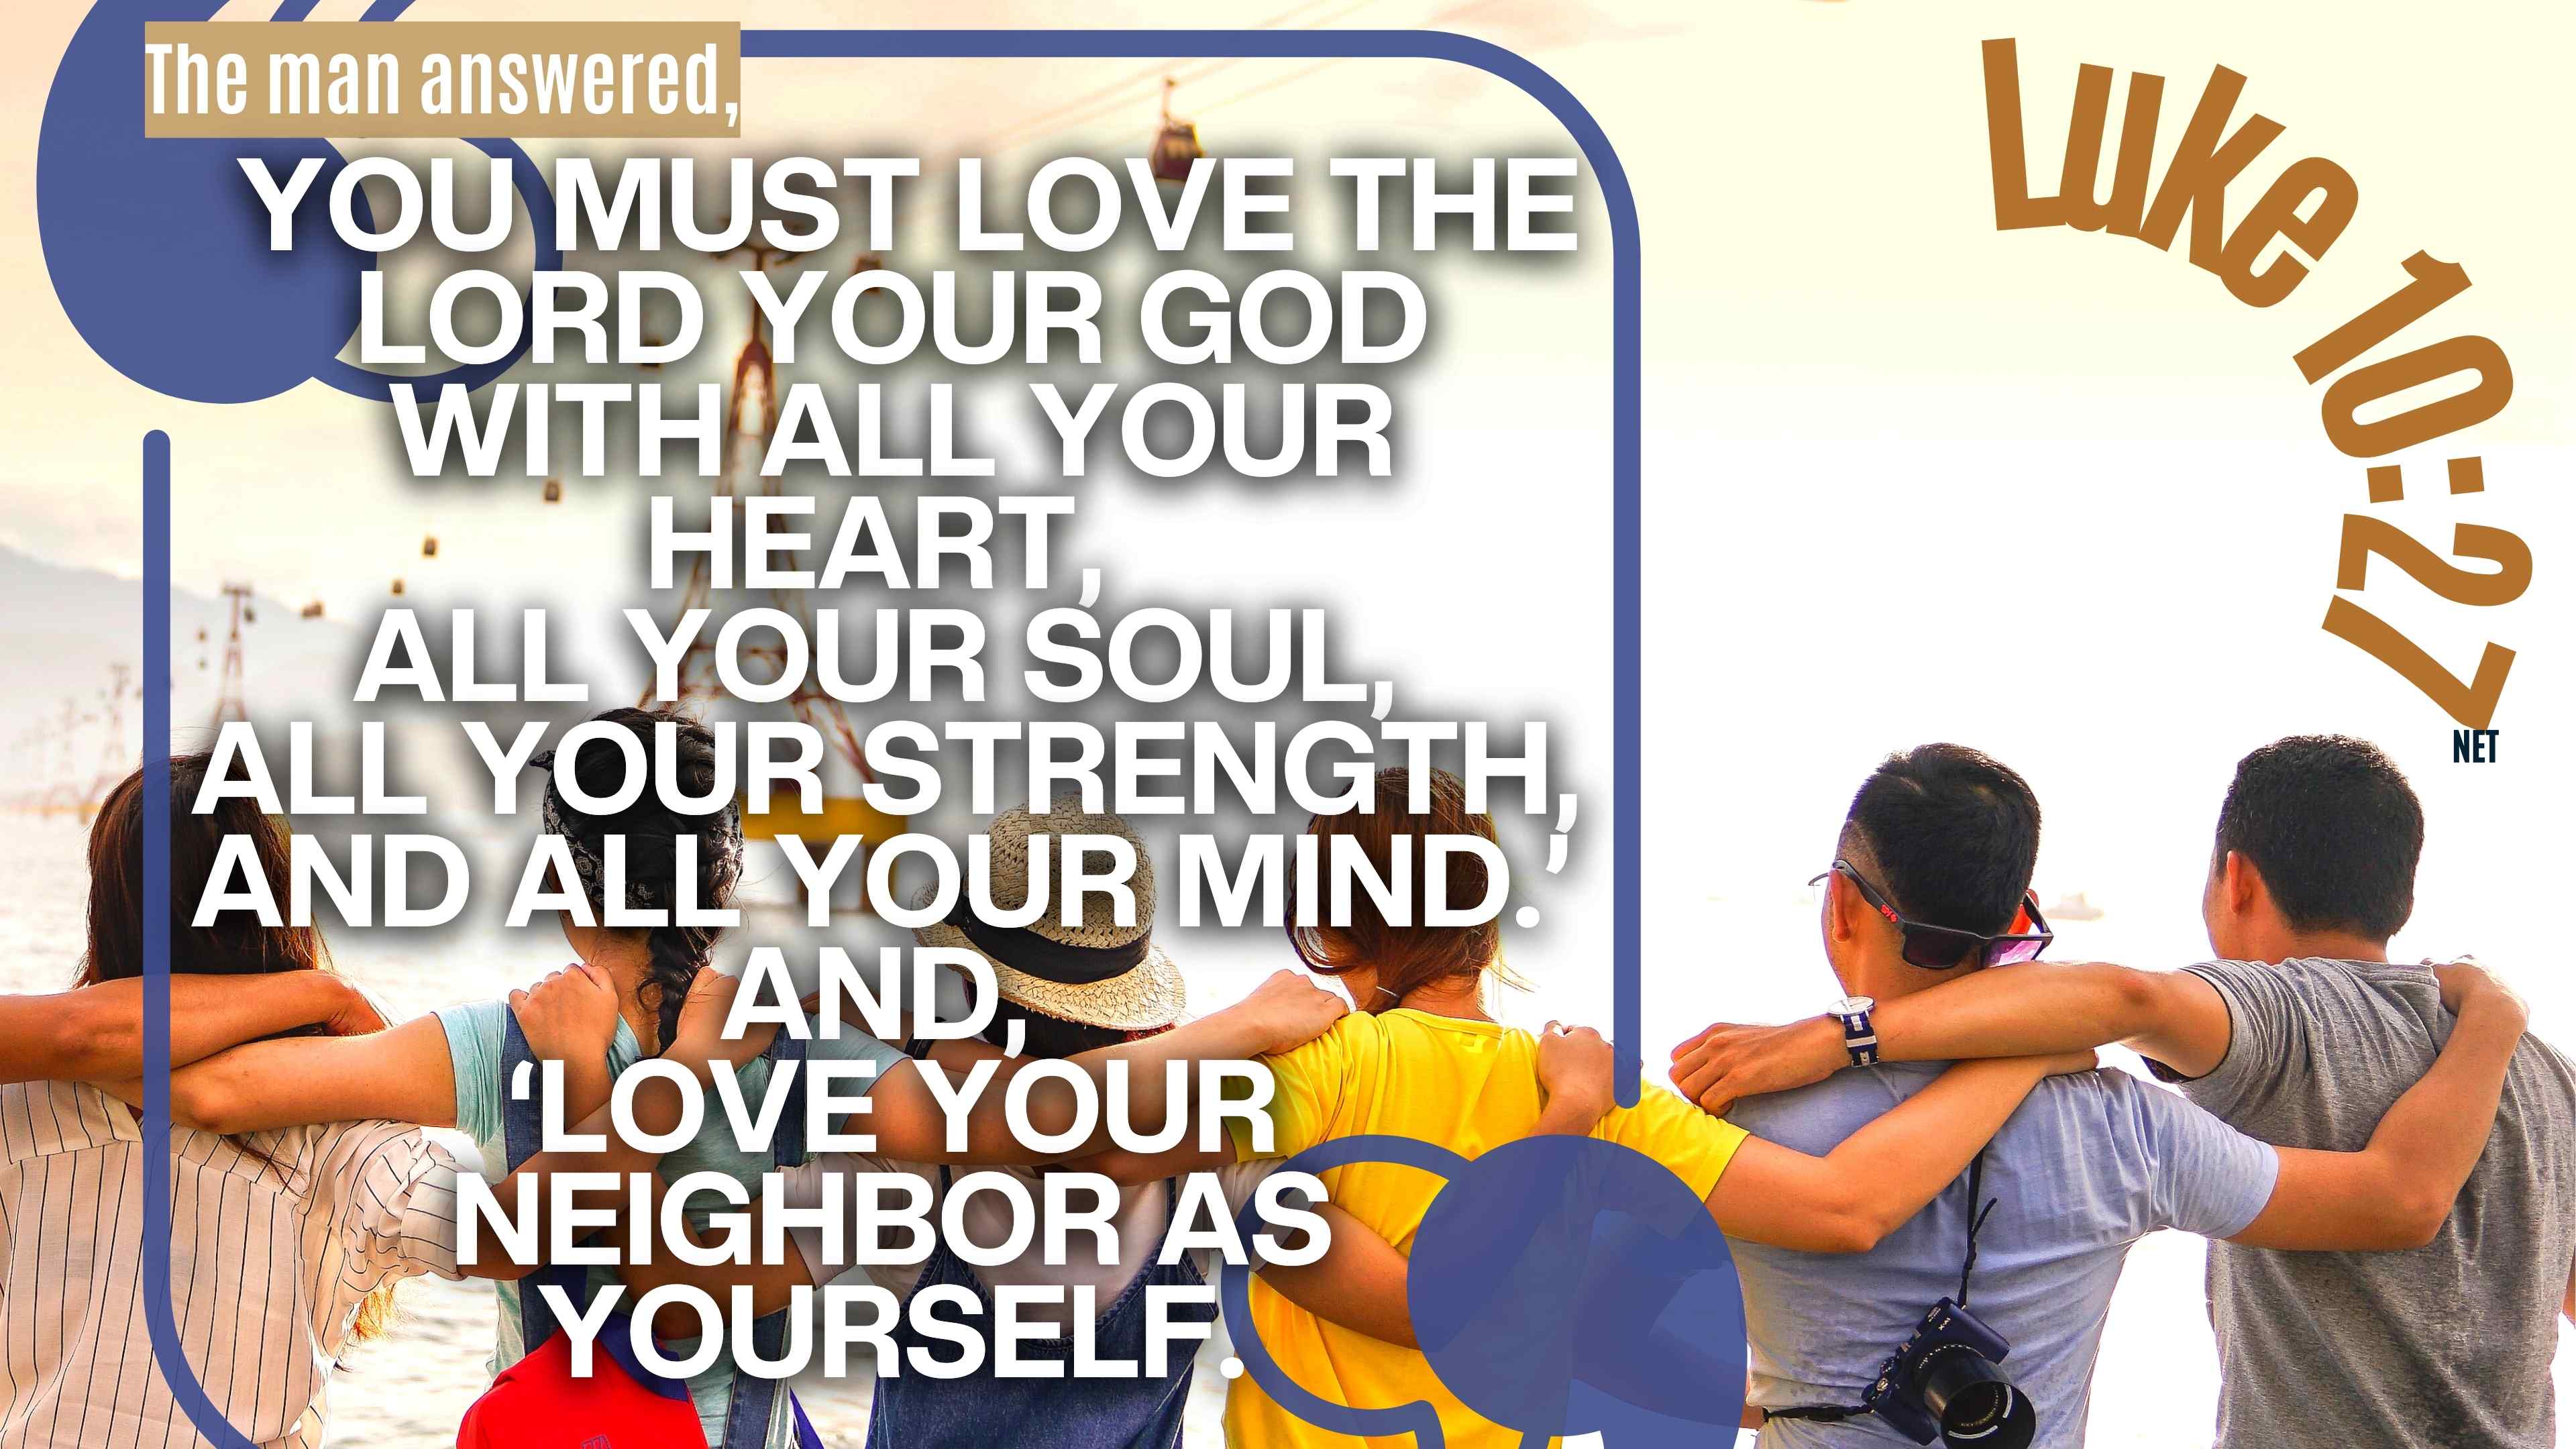 The man answered,
YOU MUST LOVE THE
LORD YOUR GOD
WITH ALL YOUR
HEART,
ALL YOUR SOUL,
ALL YOUR STRENGTH,
AND ALL YOUR MIND.’
AND,
‘LOVE YOUR
NEIGHBOR AS
YOURSELF.
Luke 10:27
NET